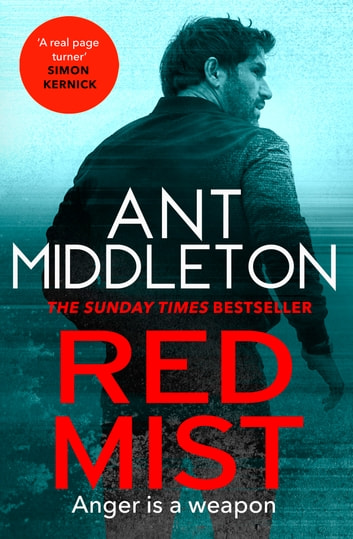 ‘A real page
turner’
SIMON
KERNICK
ANT
MIDDLETON
THE SUNDAY TIMES BESTSELLER
RED
MIST
Anger is a weapon